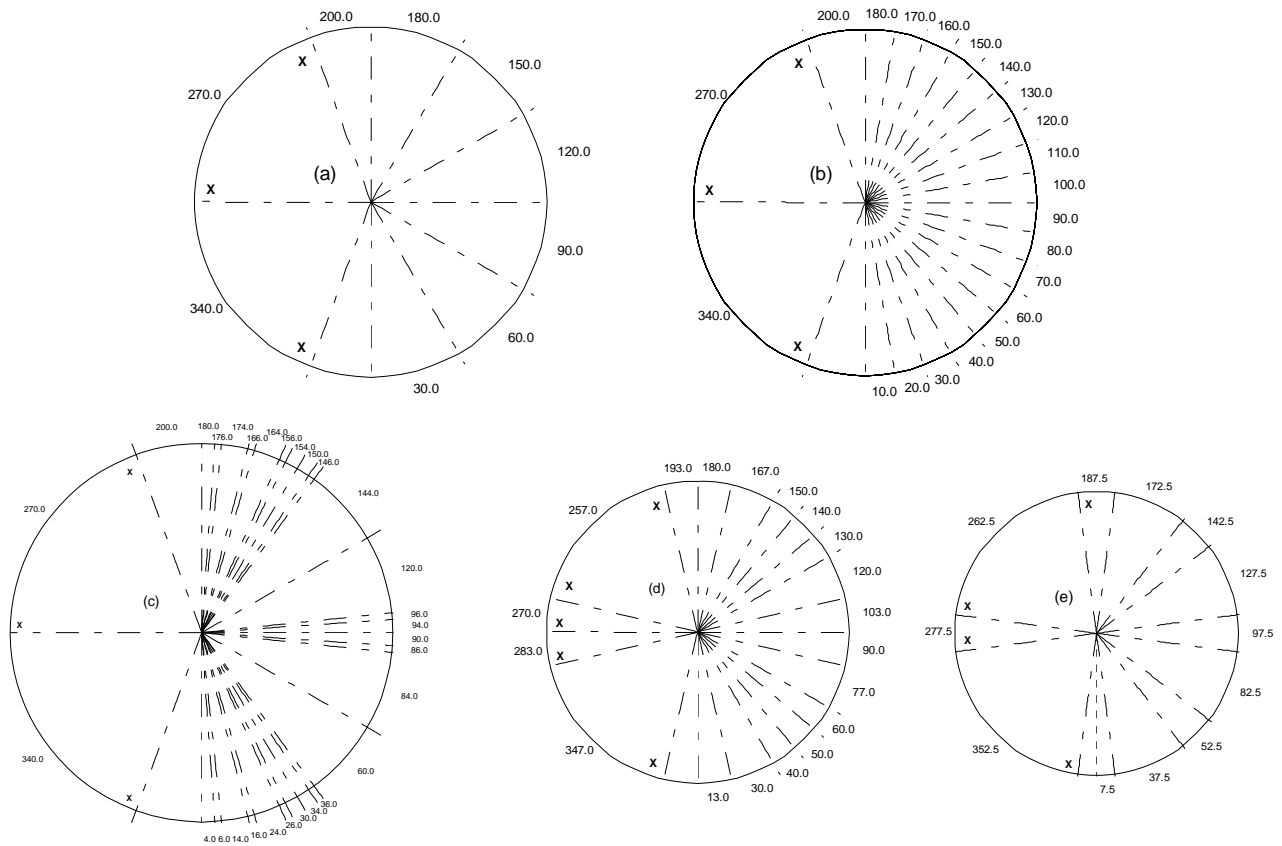 200.0 180.0
X 150.0
270.0
(a) 120.0
X
90.0
340.0
X 60.0
30.0
200.0 180.0 170.0
160.0
150.0
X 140.0
270.0 130.0
120.0
110.0
(b)
X 100.0
90.0
80.0
70.0
340.0 60.0
X 50.0
40.0
30.0
10.0 20.0
200.0 180.0 174.0
176.0 166.0 164.0
156.0
154.0
150.0
146.0
x
144.0
270.0
120.0
(c)
x 96.0
94.0
90.0
86.0
84.0
340.0 60.0
x
36.0
34.0
30.0
26.0
24.0
4.0 6.0 14.0 16.0
193.0 180.0 167.0
X 150.0
257.0 140.0
130.0
120.0
X (d)
270.0 103.0
X
283.0 90.0
X
77.0
60.0
347.0 50.0
X 40.0
30.0
13.0
187.5 172.5
X
262.5 142.5
127.5
X (e)
277.5 97.5
X
82.5
352.5 52.5
X 37.5
7.5